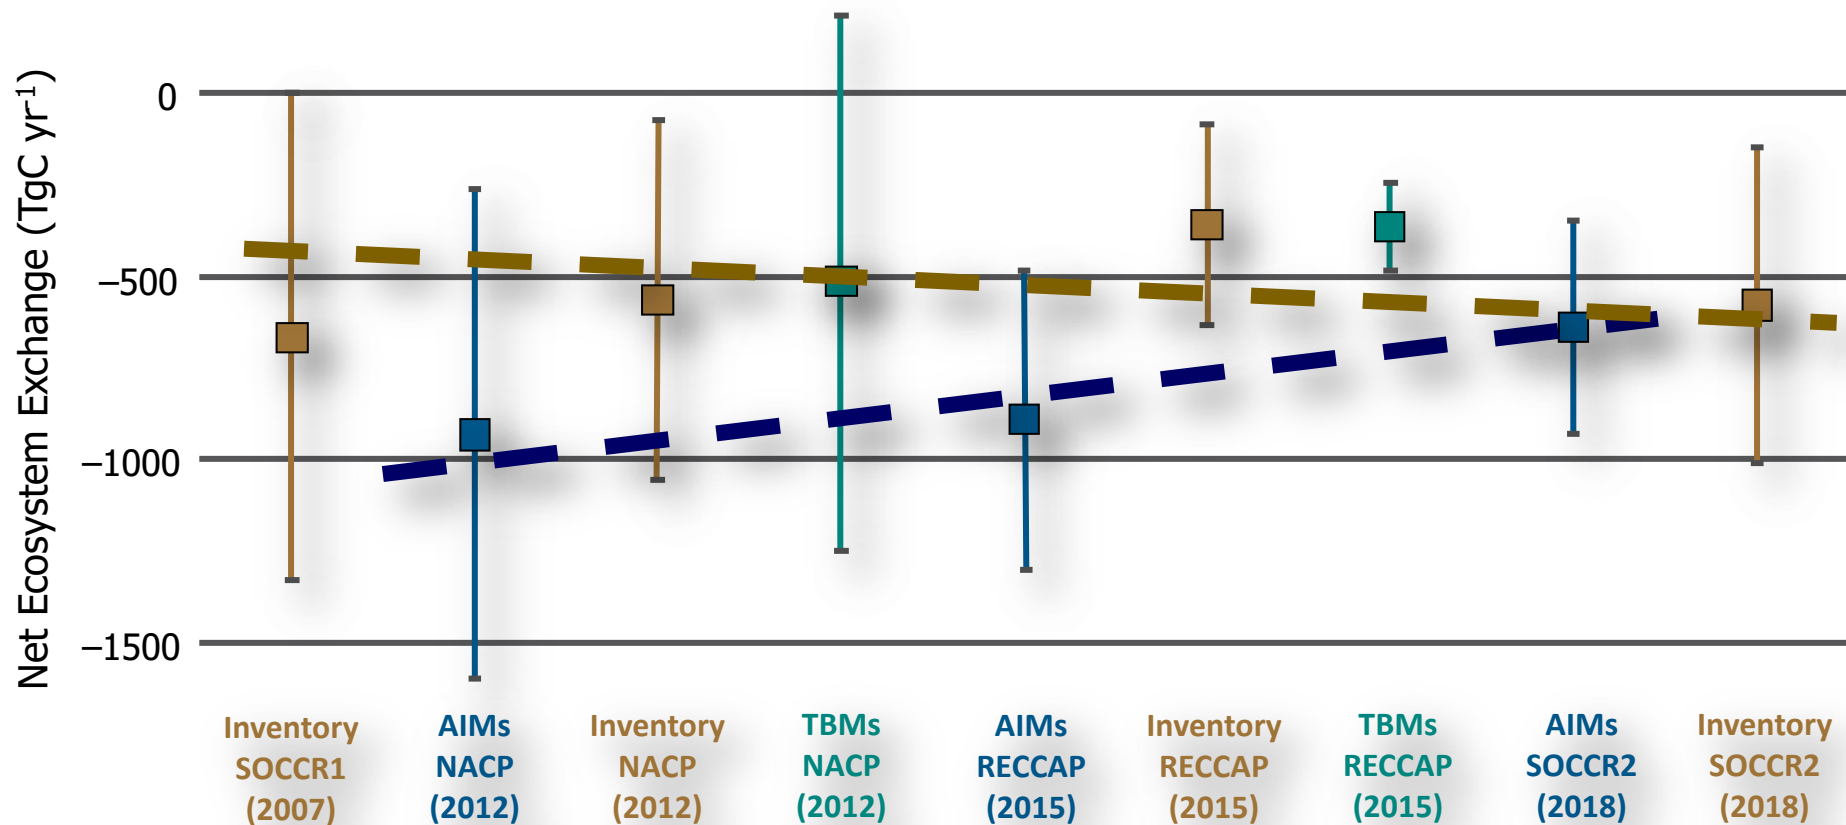 Net Ecosystem Exchange (TgC yr-1)
0
–500
–1000
–1500
Inventory
SOCCR1
(2007)
AIMs
NACP
(2012)
Inventory
NACP
(2012)
TBMs
NACP
(2012)
AIMs
RECCAP
(2015)
Inventory
RECCAP
(2015)
TBMs
RECCAP
(2015)
AIMs
SOCCR2
(2018)
Inventory
SOCCR2
(2018)